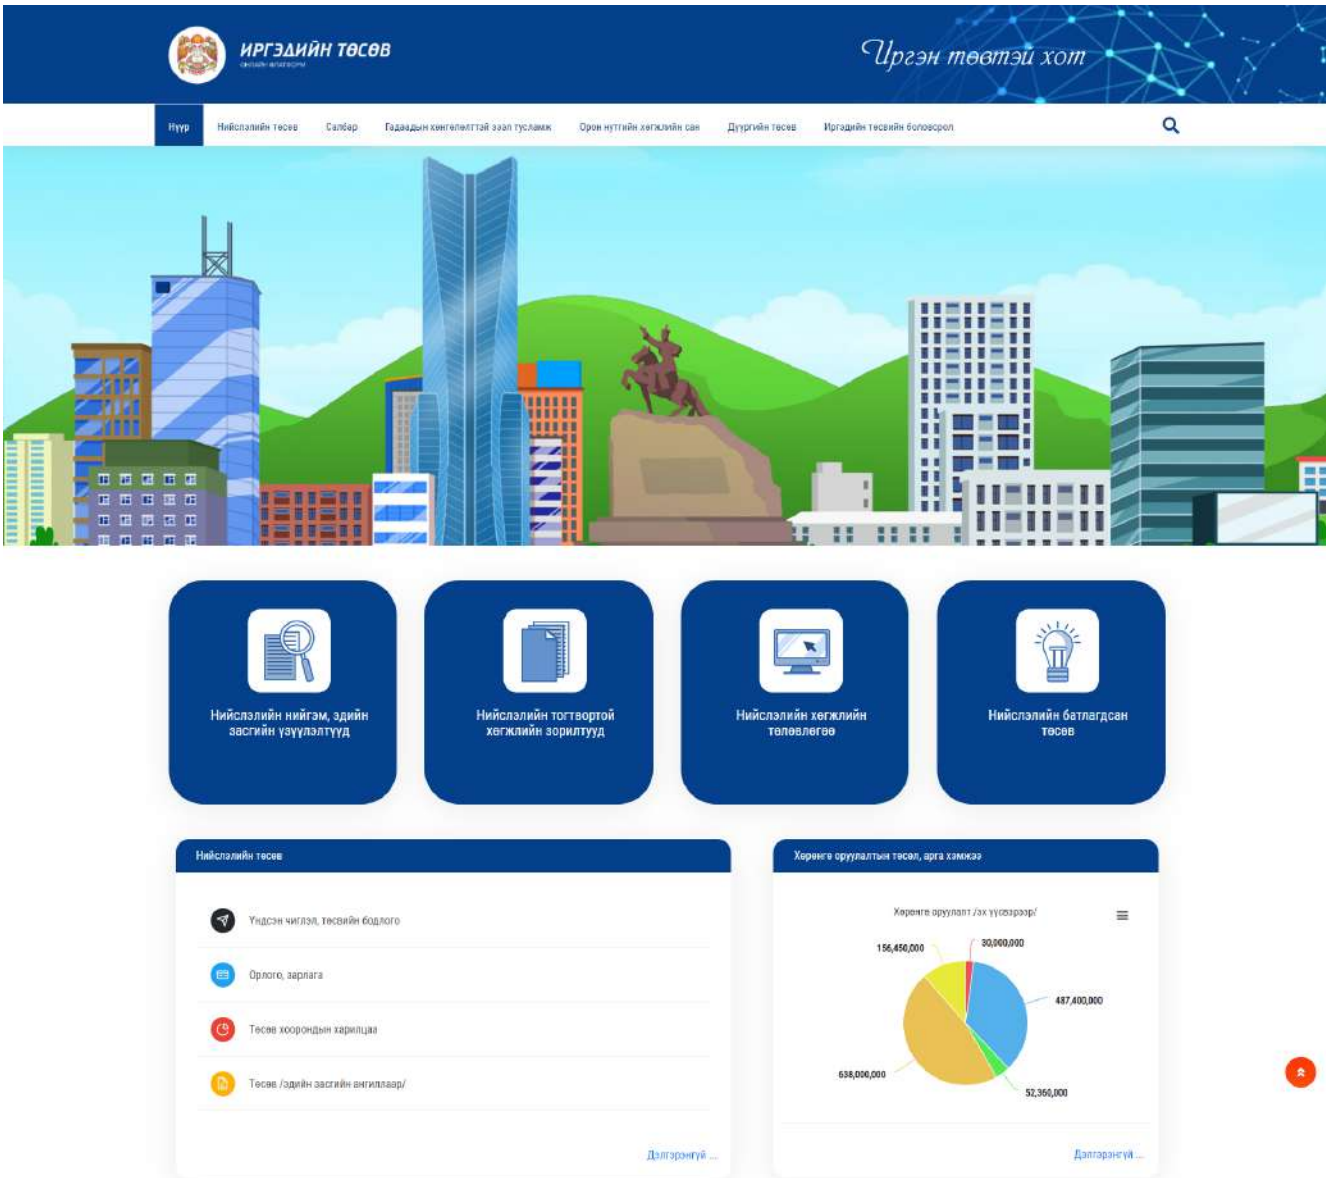 ИРГЭДИЙН ТӨСӨВ
ОНЛАЙН ПЛАТФОРМ
Иргэн төвтэй хот
Нүүр
Нийслэлийн төсөв
Салбар
Гадаадын хөнгөлөлттэй зээл тусламж
Орон нутгийн хөгжлийн сан
Дүүргийн төсөв
Иргэдийн төсвийн боловсрол
Нийслэлийн нийгэм, эдийн
засгийн үзүүлэлтүүд
Нийслэлийн тогтвортой
хөгжлийн зорилтууд
Нийслэлийн хөгжлийн
төлөвлөгөө
Нийслэлийн батлагдсан
төсөв
Нийслэлийн төсөв
Үндсэн чиглэл, төсвийн бодлого
Орлого, зарлага
Төсөв хоорондын харилцаа
Төсөв /эдийн засгийн ангиллаар/
Дэлгэрэнгүй ...
Хөрөнгө оруулалтын төсөл, арга хэмжээ
Хөрөнгө оруулалт /эх үүсвэрээр/
156,450,000
30,000,000
487,400,000
638,000,000
52,360,000
Дэлгэрэнгүй ...